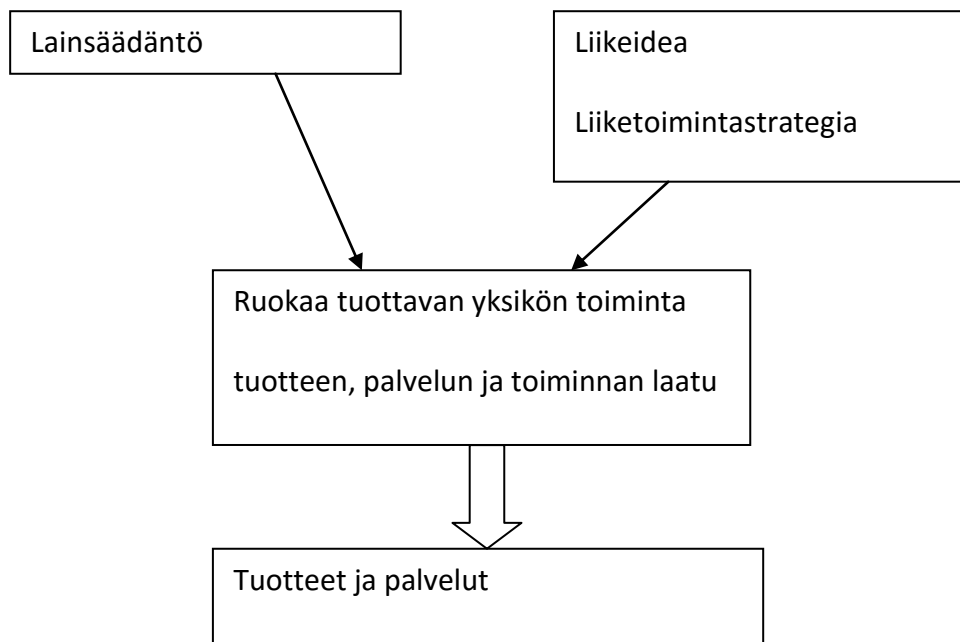 Lainsäädäntö
Liikeidea
Liiketoimintastrategia
Ruokaa tuottavan yksikön toiminta
tuotteen, palvelun ja toiminnan laatu
Tuotteet ja palvelut